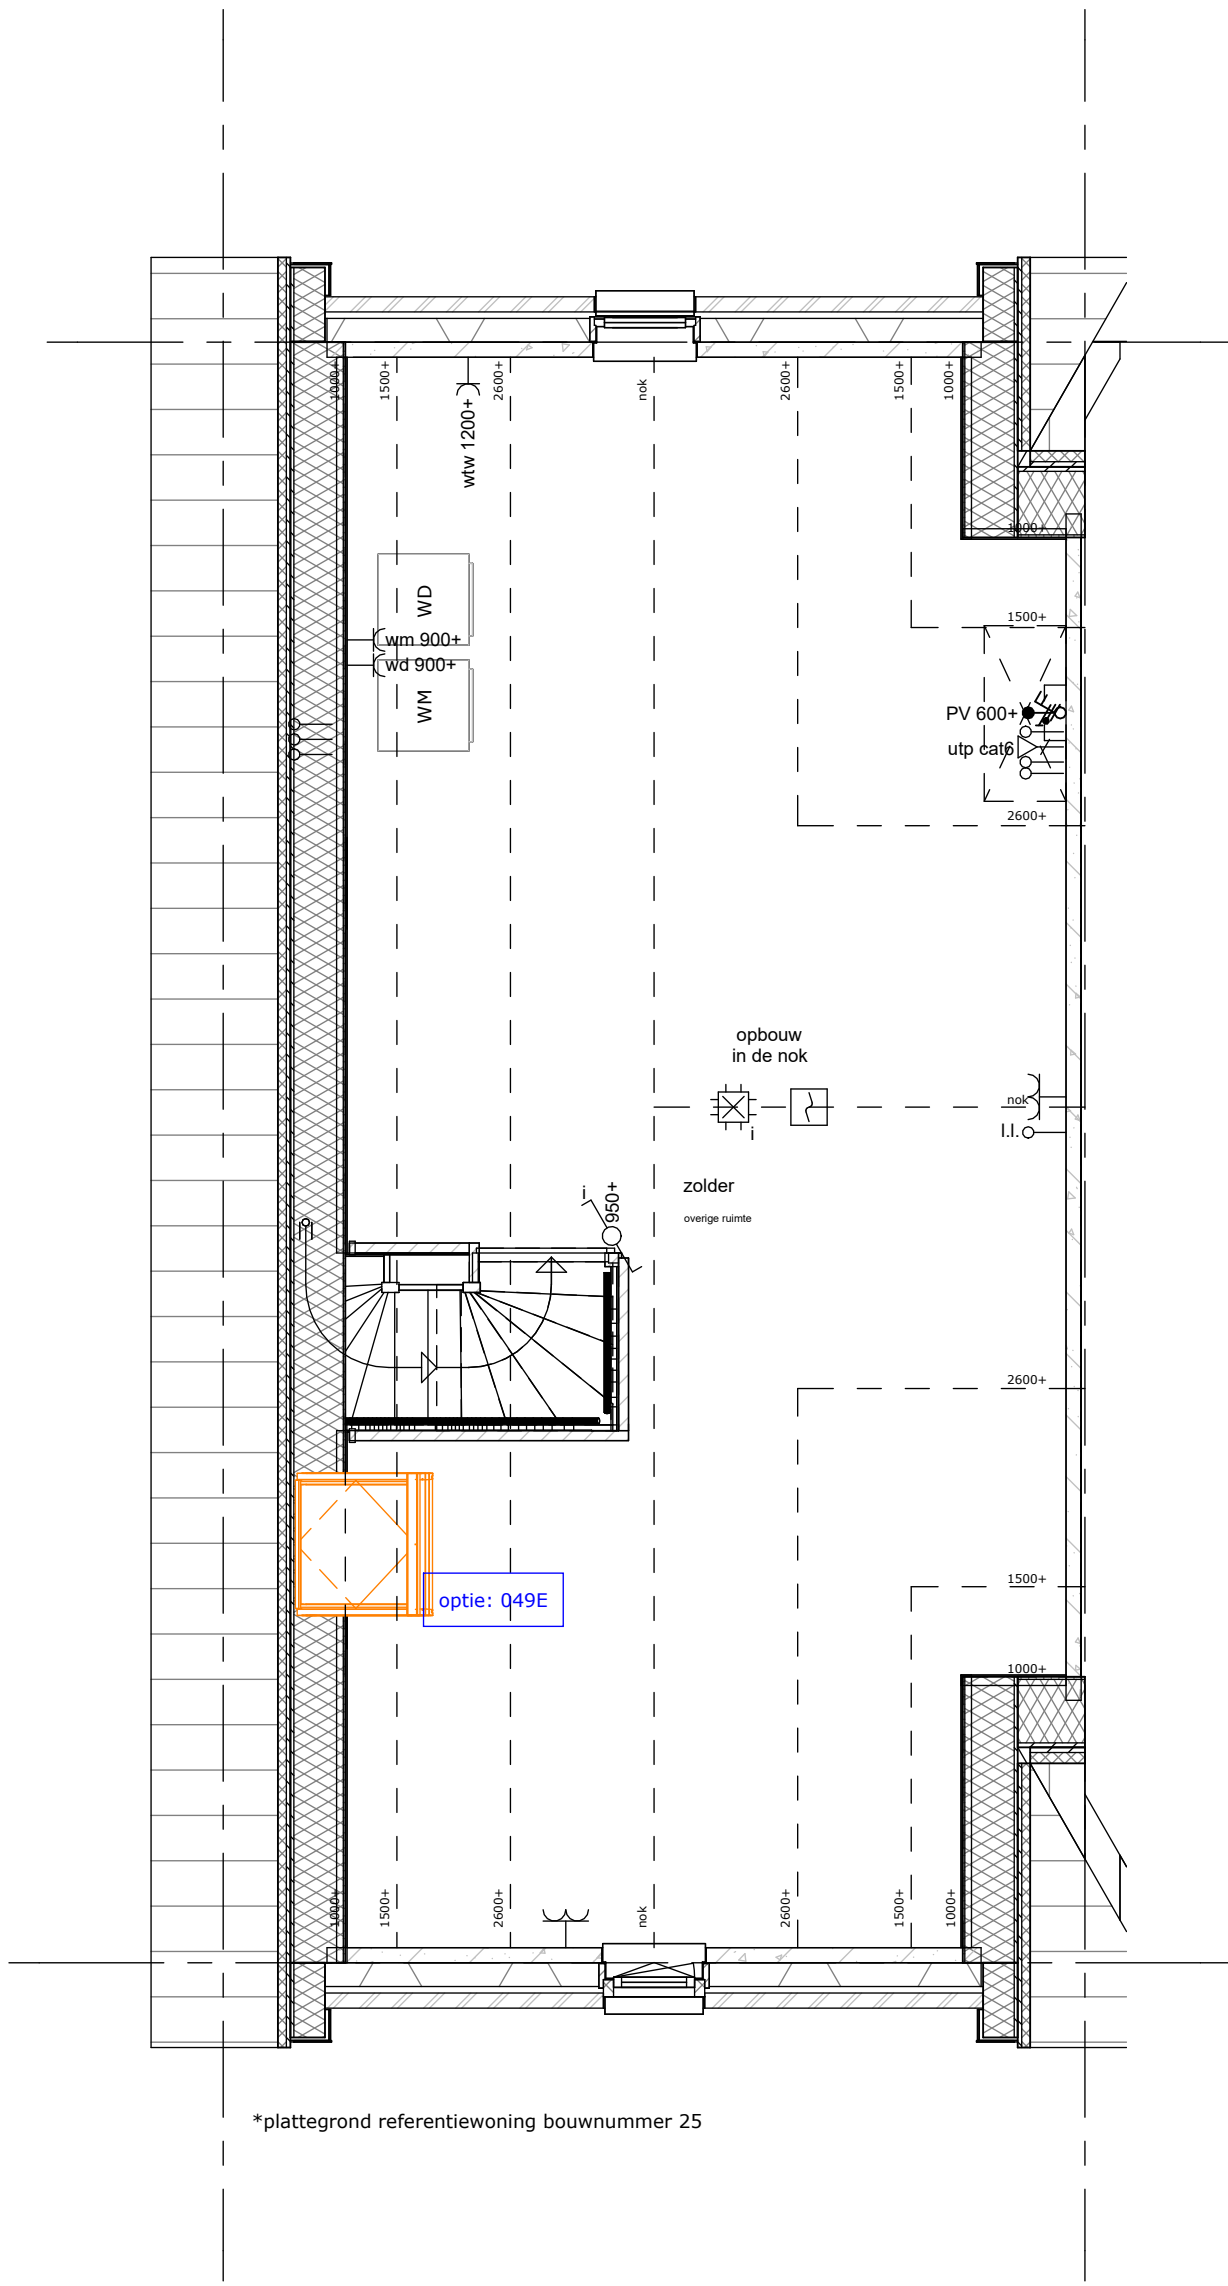 1000+
1500+
2600+
nok
2600+
1500+
1000+
wtw 1200+
1000+
WD
1500+
wm 900+
wd 900+
WM
PV 600+
utp cat6
2600+
opbouw
in de nok
nok
i
l.l.
zolder
overige ruimte
i
950+
2600+
optie: 049E
1500+
1000+
1000+
1500+
2600+
nok
2600+
1500+
1000+
*plattegrond referentiewoning bouwnummer 25